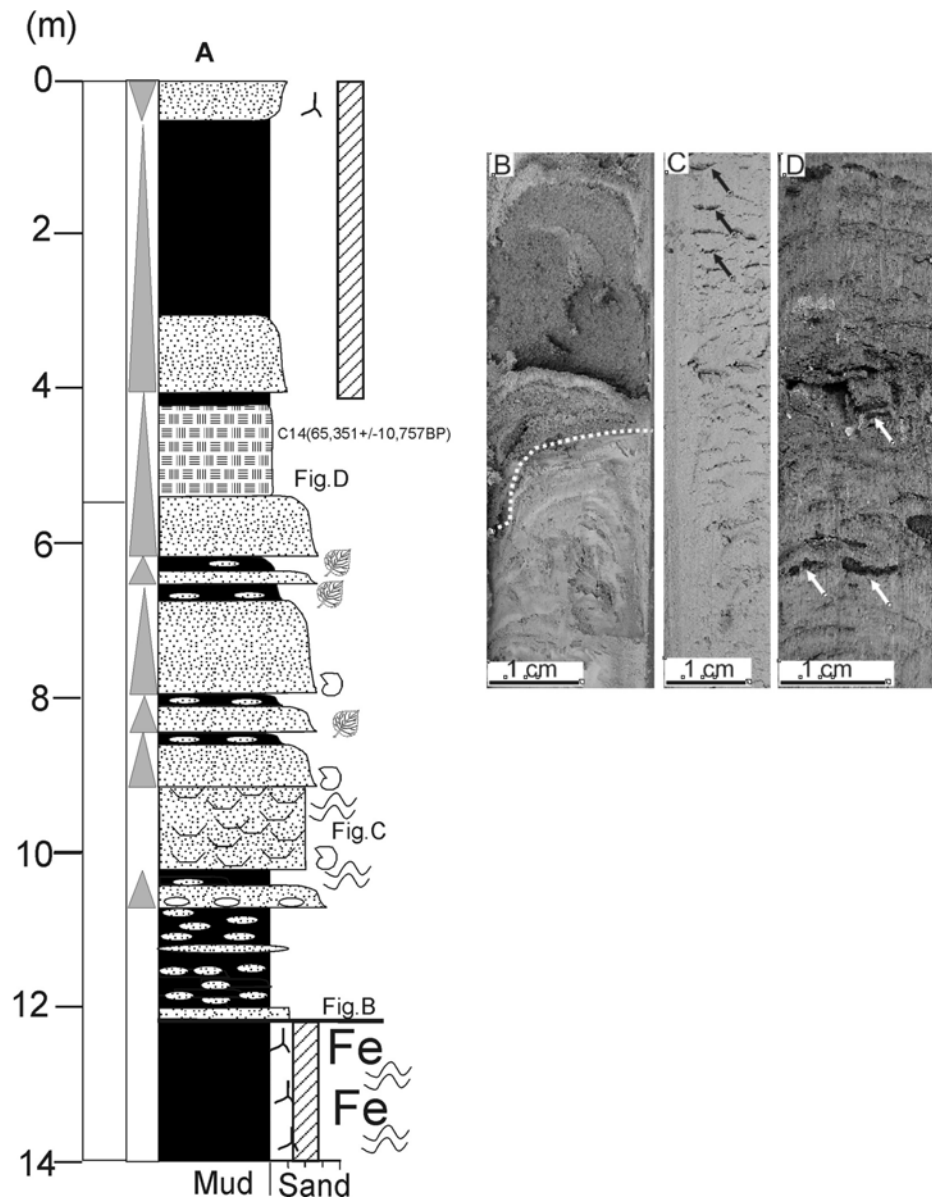 (m)
A
0
2
4
C14(65,351+/-10,757BP)
Fig.D
6
8
Fig.C
10
12
Fig.B
Fe
Fe
14
Mud
Sand
B
C
D
1 cm
1 cm
1 cm